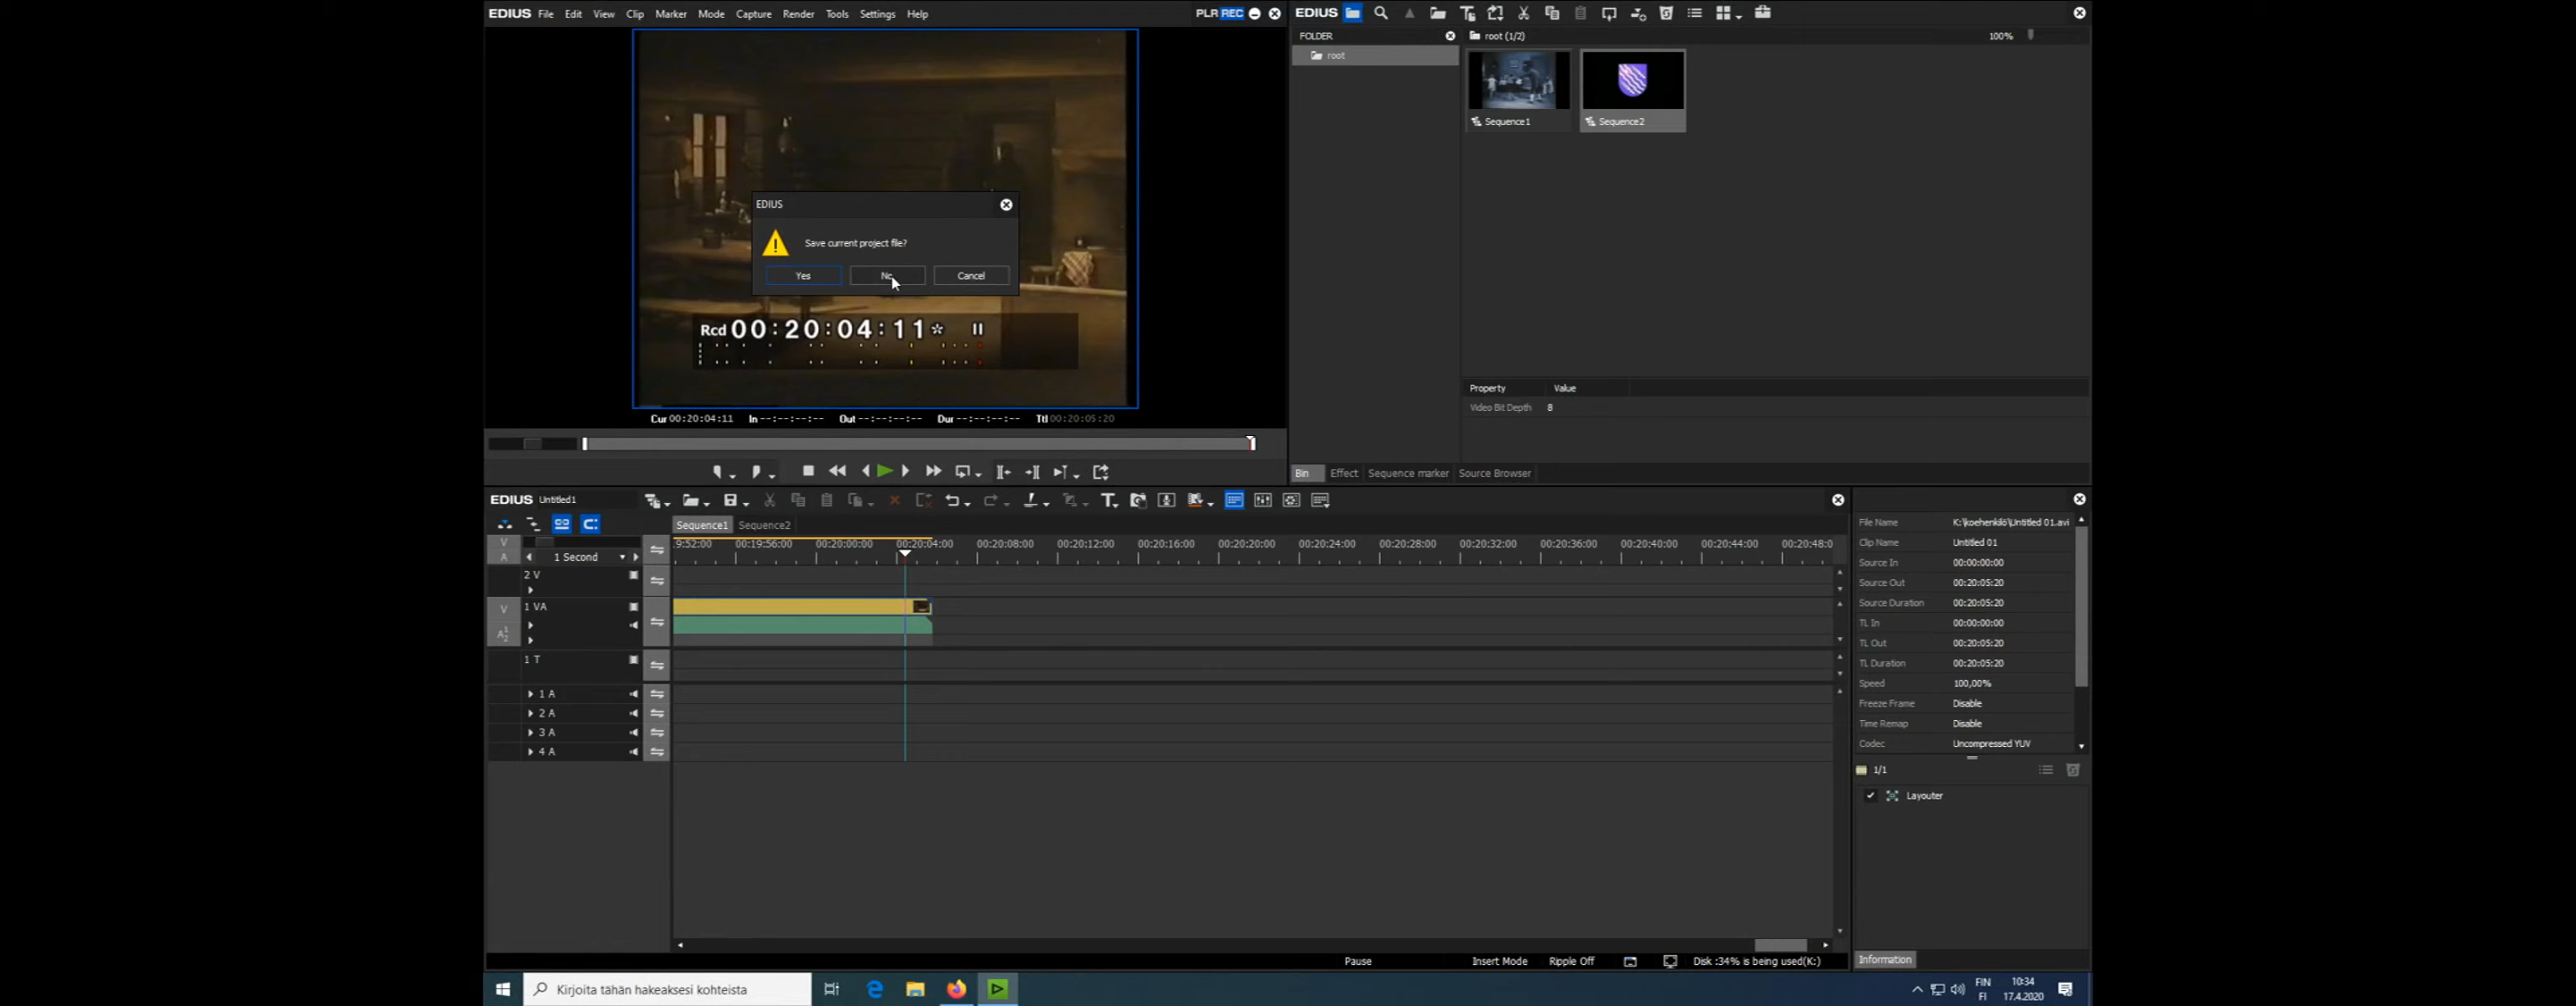 EDIUS File Edit View Clip Marker Mode Capture Render Tools Settings Help PLR REC
EDIUS
Save current project file?
Yes No Cancel
Rcd 00:20:04:11* II
Cur 00:20:04:11 In --:--:--:-- Out --:--:--:-- Dur --:--:--:-- Ttl 00:20:05:20
EDIUS
FOLDER
root
root (1/2) 100%
Sequence1 Sequence2
Property Value
Video Bit Depth 8
Bin Effect Sequence marker Source Browser
EDIUS Untitled1
Sequence1 Sequence2
V
A
1 Second
9:52:00 00:19:56:00 00:20:00:00 00:20:04:00 00:20:08:00 00:20:12:00 00:20:16:00 00:20:20:00 00:20:24:00 00:20:28:00 00:20:32:00 00:20:36:00 00:20:40:00 00:20:44:00 00:20:48:0
2 V
V 1 VA
A 1 2
1 T
1 A
2 A
3 A
4 A
File Name K:\koehenkilö\Untitled 01.avi
Clip Name Untitled 01
Source In 00:00:00:00
Source Out 00:20:05:20
Source Duration 00:20:05:20
TL In 00:00:00:00
TL Out 00:20:05:20
TL Duration 00:20:05:20
Speed 100,00%
Freeze Frame Disable
Time Remap Disable
Codec Uncompressed YUV
1/1
Layouter
Pause Insert Mode Ripple Off Disk :34% is being used(K:)
Information
Kirjoita tähän hakeaksesi kohteista
FIN 10:34
FI 17.4.2020